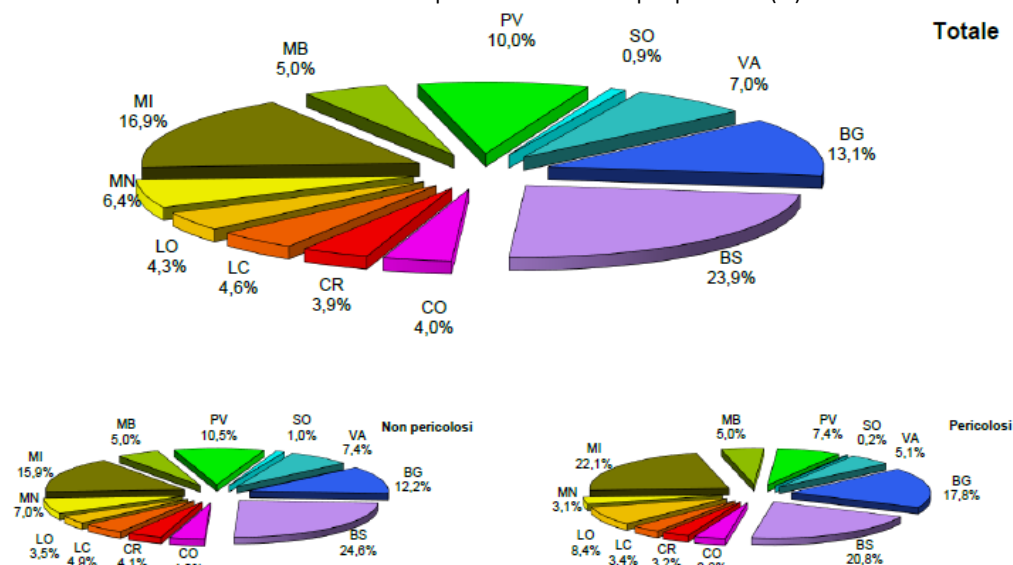 Totale
PV
10,0%
SO
0,9%
MB
5,0%
VA
7,0%
MI
16,9%
BG
13,1%
MN
6,4%
LO
4,3%
LC
4,6%
CR
3,9%
CO
4,0%
BS
23,9%
Non pericolosi
PV
10,5%
SO
1,0%
MB
5,0%
VA
7,4%
MI
15,9%
BG
12,2%
MN
7,0%
LO
3,5%
LC
4,9%
CR
4,1%
CO
BS
24,6%
Pericolosi
MB
5,0%
PV
7,4%
SO
0,2%
VA
5,1%
MI
22,1%
BG
17,8%
MN
3,1%
LO
8,4%
LC
3,4%
CR
3,2%
CO
BS
20,8%